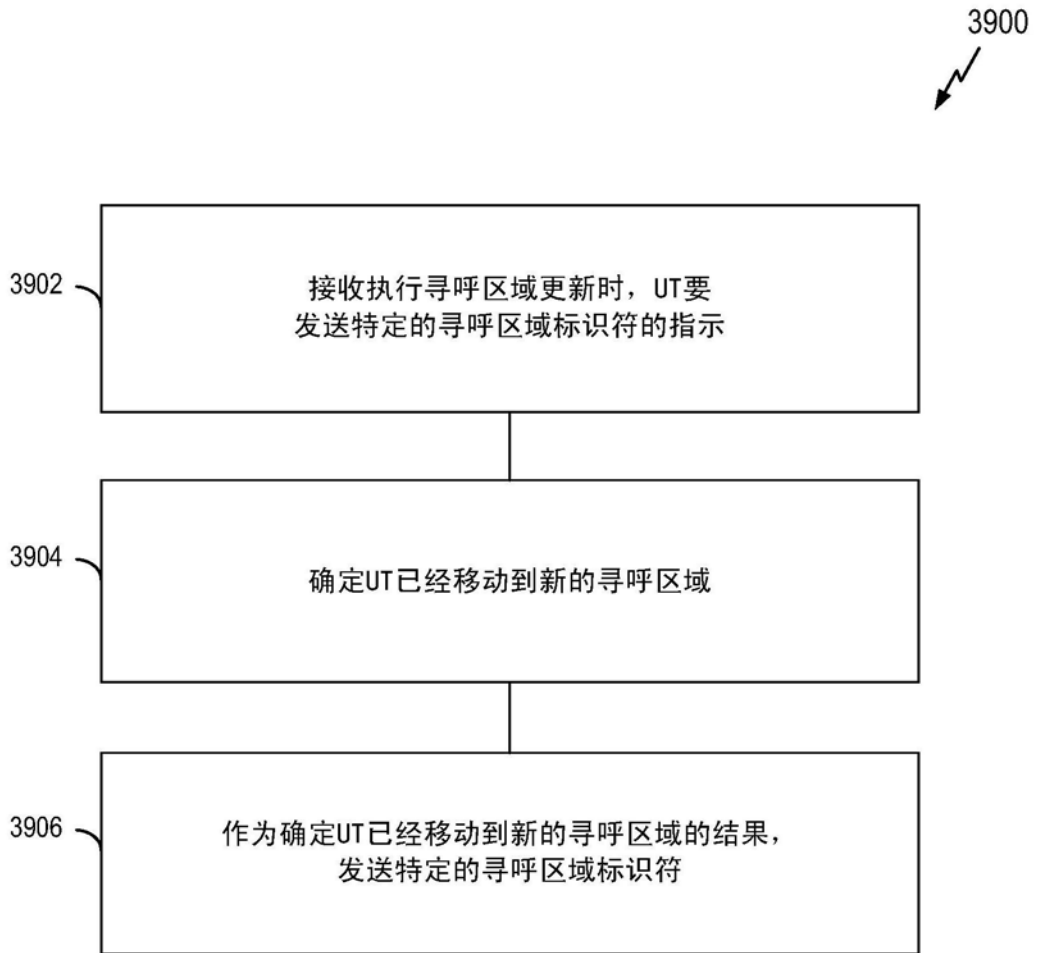 3900
3902
接收执行寻呼区域更新时，UT要
发送特定的寻呼区域标识符的指示
3904
确定UT已经移动到新的寻呼区域
3906
作为确定UT已经移动到新的寻呼区域的结果，
发送特定的寻呼区域标识符